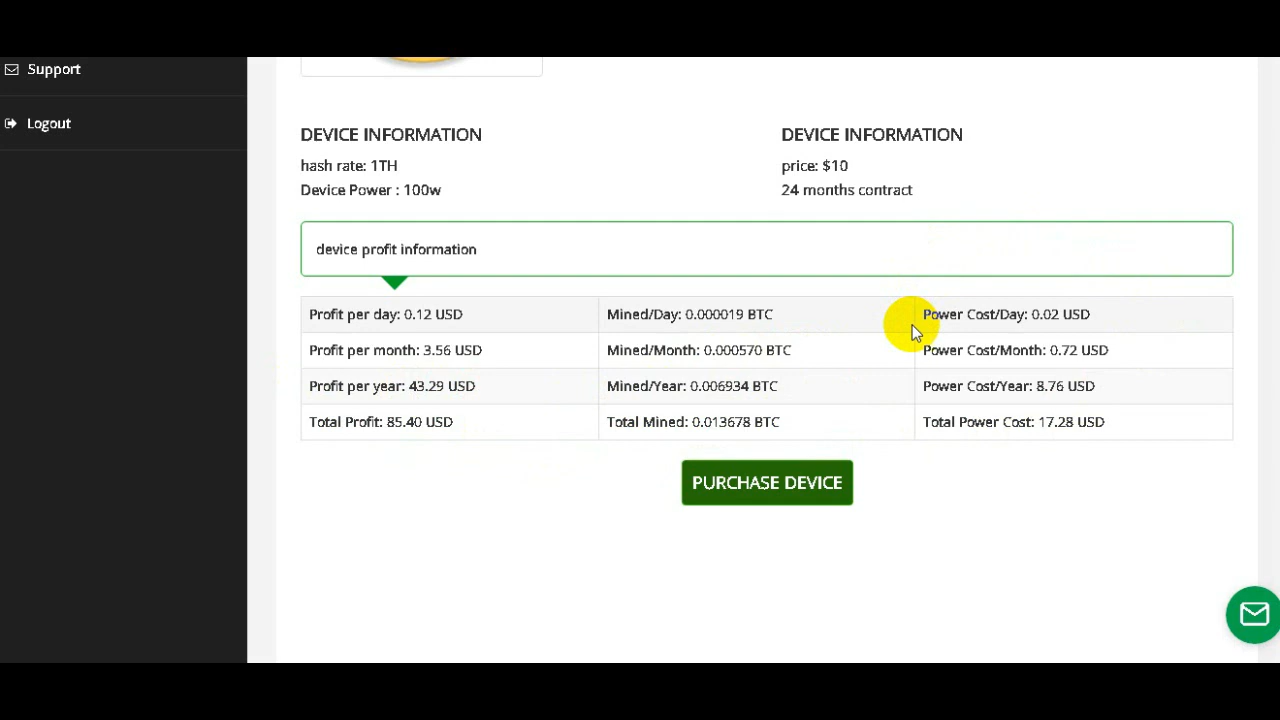 Support
Logout
DEVICE INFORMATION
hash rate: 1TH
Device Power : 100w
DEVICE INFORMATION
price: $10
24 months contract
device profit information
Profit per day: 0.12 USD Mined/Day: 0.000019 BTC Power Cost/Day: 0.02 USD
Profit per month: 3.56 USD Mined/Month: 0.000570 BTC Power Cost/Month: 0.72 USD
Profit per year: 43.29 USD Mined/Year: 0.006934 BTC Power Cost/Year: 8.76 USD
Total Profit: 85.40 USD Total Mined: 0.013678 BTC Total Power Cost: 17.28 USD
PURCHASE DEVICE